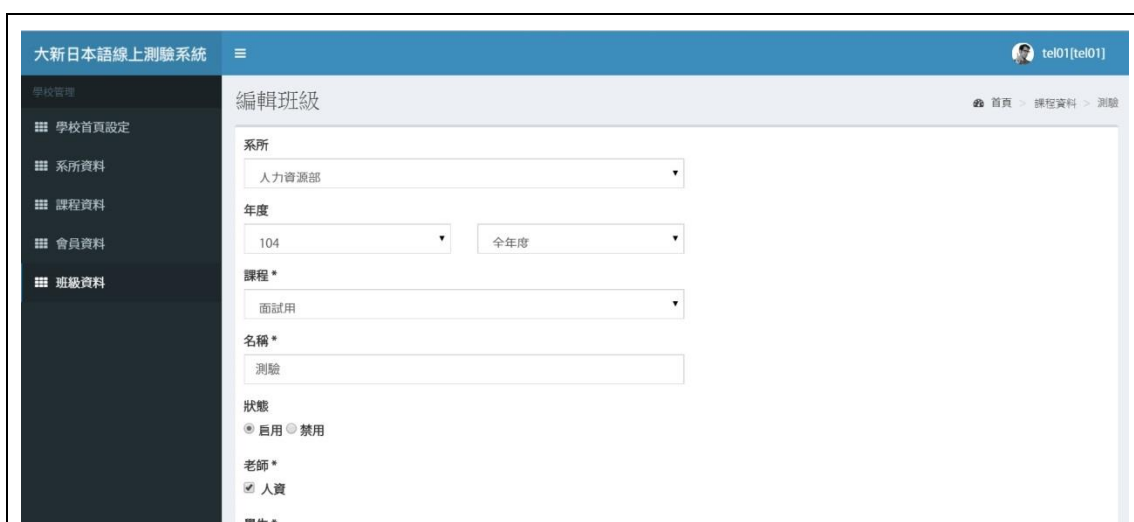 大新日本語線上測驗系統
tel01[tel01]
學校管理
學校首頁設定
系所資料
課程資料
會員資料
班級資料
編輯班級
首頁 > 課程資料 > 測驗
系所
人力資源部
年度
104 全年度
課程 *
面試用
名稱 *
測驗
狀態
啟用 禁用
老師 *
人資